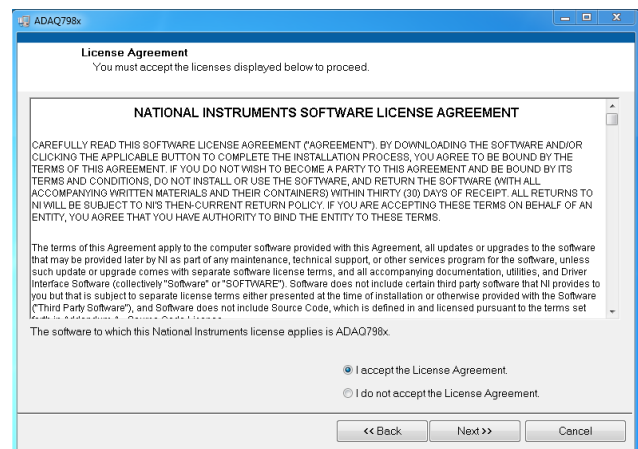 ADAQ798x
License Agreement
You must accept the licenses displayed below to proceed.
NATIONAL INSTRUMENTS SOFTWARE LICENSE AGREEMENT
CAREFULLY READ THIS SOFTWARE LICENSE AGREEMENT ("AGREEMENT"). BY DOWNLOADING THE SOFTWARE AND/OR
CLICKING THE APPLICABLE BUTTON TO COMPLETE THE INSTALLATION PROCESS, YOU AGREE TO BE BOUND BY THE
TERMS OF THIS AGREEMENT. IF YOU DO NOT WISH TO BECOME A PARTY TO THIS AGREEMENT AND BE BOUND BY ITS
TERMS AND CONDITIONS, DO NOT INSTALL OR USE THE SOFTWARE, AND RETURN THE SOFTWARE (WITH ALL
ACCOMPANYING WRITTEN MATERIALS AND THEIR CONTAINERS) WITHIN THIRTY (30) DAYS OF RECEIPT. ALL RETURNS TO
NI WILL BE SUBJECT TO NI'S THEN-CURRENT RETURN POLICY. IF YOU ARE ACCEPTING THESE TERMS ON BEHALF OF AN
ENTITY, YOU AGREE THAT YOU HAVE AUTHORITY TO BIND THE ENTITY TO THESE TERMS.
The terms of this Agreement apply to the computer software provided with this Agreement, all updates or upgrades to the software
that may be provided later by NI as part of any maintenance, technical support, or other services program for the software, unless
such update or upgrade comes with separate software license terms, and all accompanying documentation, utilities, and Driver
Interface Software (collectively "Software" or "SOFTWARE"). Software does not include certain third party software that NI provides to
you but that is subject to separate license terms either presented at the time of installation or otherwise provided with the Software
("Third Party Software"), and Software does not include Source Code, which is defined in and licensed pursuant to the terms set
forth in Addendum A - Source Code License.
The software to which this National Instruments license applies is ADAQ798x.
I accept the License Agreement.
I do not accept the License Agreement.
<< Back
Next >>
Cancel